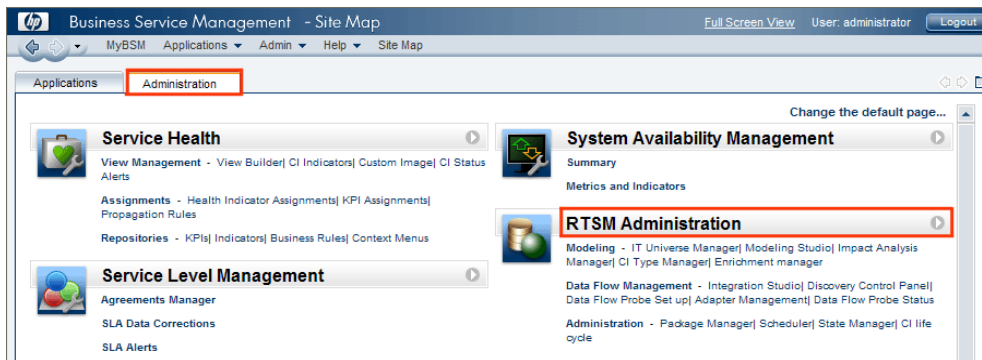 hp Business Service Management - Site Map
Full Screen View User: administrator Logout
MyBSM Applications Admin Help Site Map
Applications Administration
Change the default page...
Service Health
View Management - View Builder| CI Indicators| Custom Image| CI Status
Alerts
Assignments - Health Indicator Assignments| KPI Assignments|
Propagation Rules
Repositories - KPIs| Indicators| Business Rules| Context Menus
Service Level Management
Agreements Manager
SLA Data Corrections
SLA Alerts
System Availability Management
Summary
Metrics and Indicators
RTSM Administration
Modeling - IT Universe Manager| Modeling Studio| Impact Analysis
Manager| CI Type Manager| Enrichment manager
Data Flow Management - Integration Studio| Discovery Control Panel|
Data Flow Probe Set up| Adapter Management| Data Flow Probe Status
Administration - Package Manager| Scheduler| State Manager| CI life
cycle